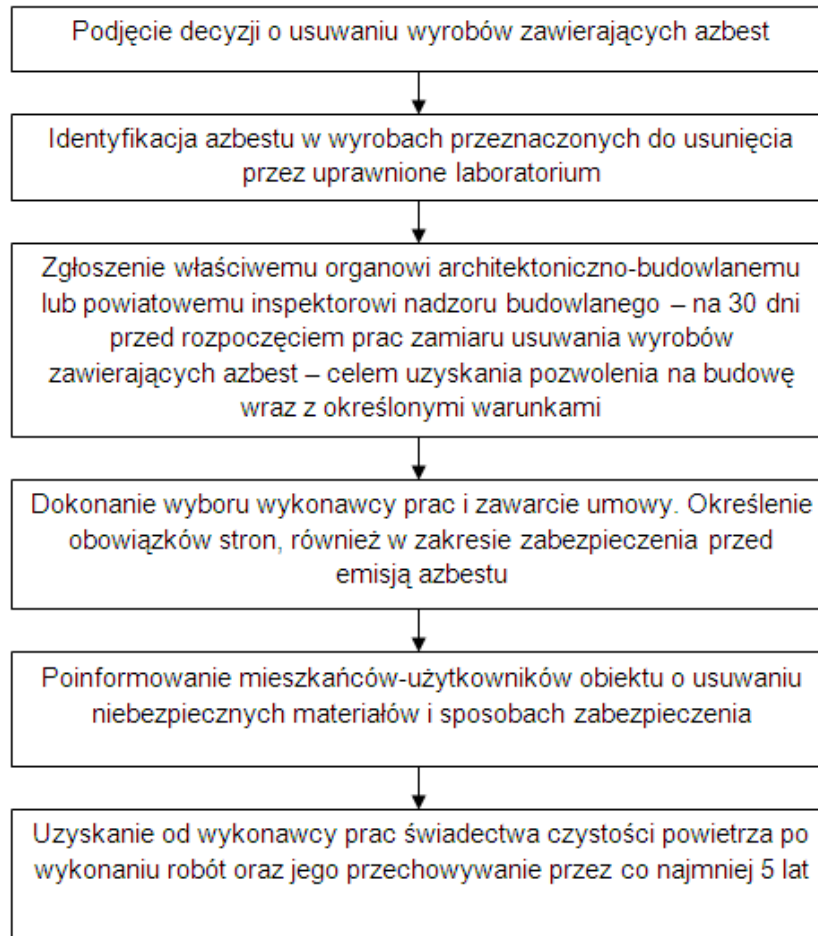 Podjęcie decyzji o usuwaniu wyrobów zawierających azbest
Identyfikacja azbestu w wyrobach przeznaczonych do usunięcia
przez uprawnione laboratorium
Zgłoszenie właściwemu organowi architektoniczno-budowlanemu
lub powiatowemu inspektorowi nadzoru budowlanego – na 30 dni
przed rozpoczęciem prac zamiaru usuwania wyrobów
zawierających azbest – celem uzyskania pozwolenia na budowę
wraz z określonymi warunkami
Dokonanie wyboru wykonawcy prac i zawarcie umowy. Określenie
obowiązków stron, również w zakresie zabezpieczenia przed
emisją azbestu
Poinformowanie mieszkańców-użytkowników obiektu o usuwaniu
niebezpiecznych materiałów i sposobach zabezpieczenia
Uzyskanie od wykonawcy prac świadectwa czystości powietrza po
wykonaniu robót oraz jego przechowywanie przez co najmniej 5 lat